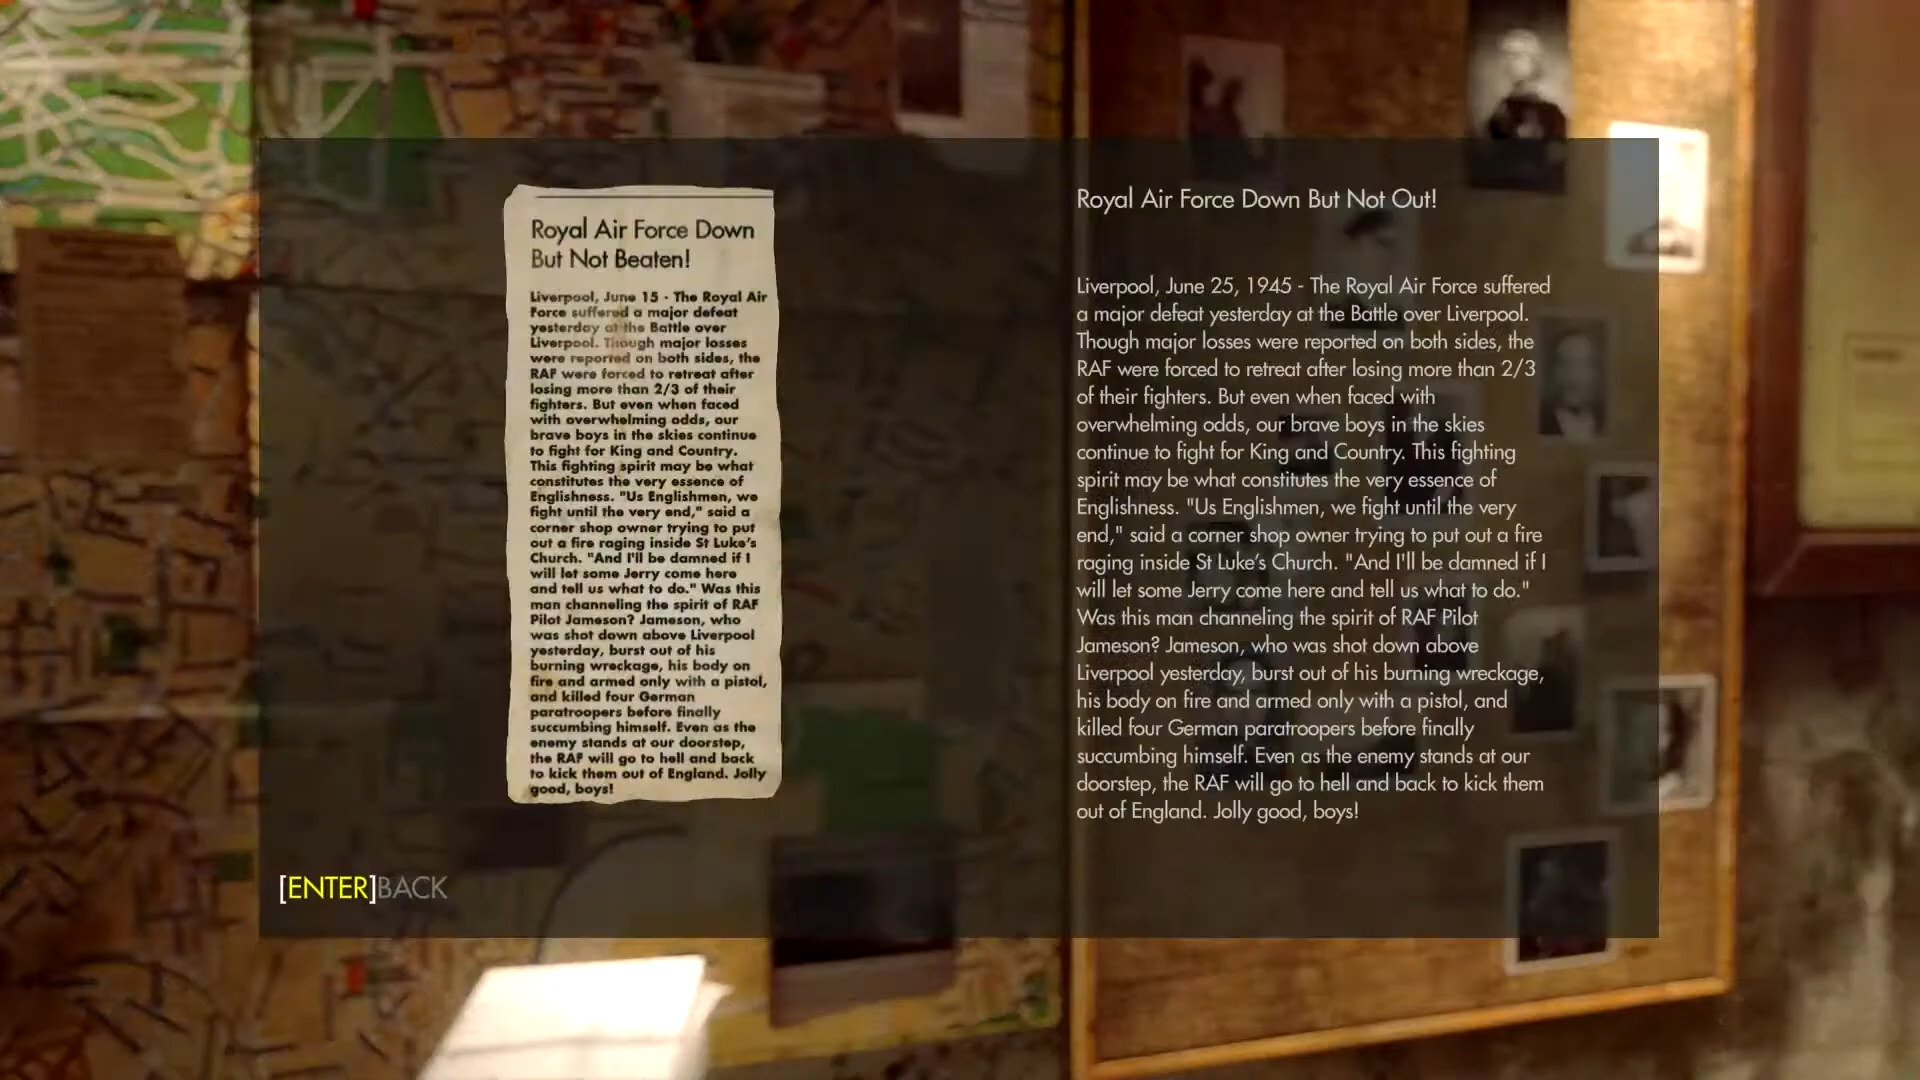 Royal Air Force Down
But Not Beaten!
Liverpool, June 15 - The Royal Air
Force suffered a major defeat
yesterday at the Battle over
Liverpool. Though major losses
were reported on both sides, the
RAF were forced to retreat after
losing more than 2/3 of their
fighters. But even when faced
with overwhelming odds, our
brave boys in the skies continue
to fight for King and Country.
This fighting spirit may be what
constitutes the very essence of
Englishness. "Us Englishmen, we
fight until the very end," said a
corner shop owner trying to put
out a fire raging inside St Luke's
Church. "And I'll be damned if I
will let some Jerry come here
and tell us what to do." Was this
man channeling the spirit of RAF
Pilot Jameson? Jameson, who
was shot down above Liverpool
yesterday, burst out of his
burning wreckage, his body on
fire and armed only with a pistol,
and killed four German
paratroopers before finally
succumbing himself. Even as the
enemy stands at our doorstep,
the RAF will go to hell and back
to kick them out of England. Jolly
good, boys!
Royal Air Force Down But Not Out!
Liverpool, June 25, 1945 - The Royal Air Force suffered
a major defeat yesterday at the Battle over Liverpool.
Though major losses were reported on both sides, the
RAF were forced to retreat after losing more than 2/3
of their fighters. But even when faced with
overwhelming odds, our brave boys in the skies
continue to fight for King and Country. This fighting
spirit may be what constitutes the very essence of
Englishness. "Us Englishmen, we fight until the very
end," said a corner shop owner trying to put out a fire
raging inside St Luke's Church. "And I'll be damned if I
will let some Jerry come here and tell us what to do."
Was this man channeling the spirit of RAF Pilot
Jameson? Jameson, who was shot down above
Liverpool yesterday, burst out of his burning wreckage,
his body on fire and armed only with a pistol, and
killed four German paratroopers before finally
succumbing himself. Even as the enemy stands at our
doorstep, the RAF will go to hell and back to kick them
out of England. Jolly good, boys!
[ENTER]BACK